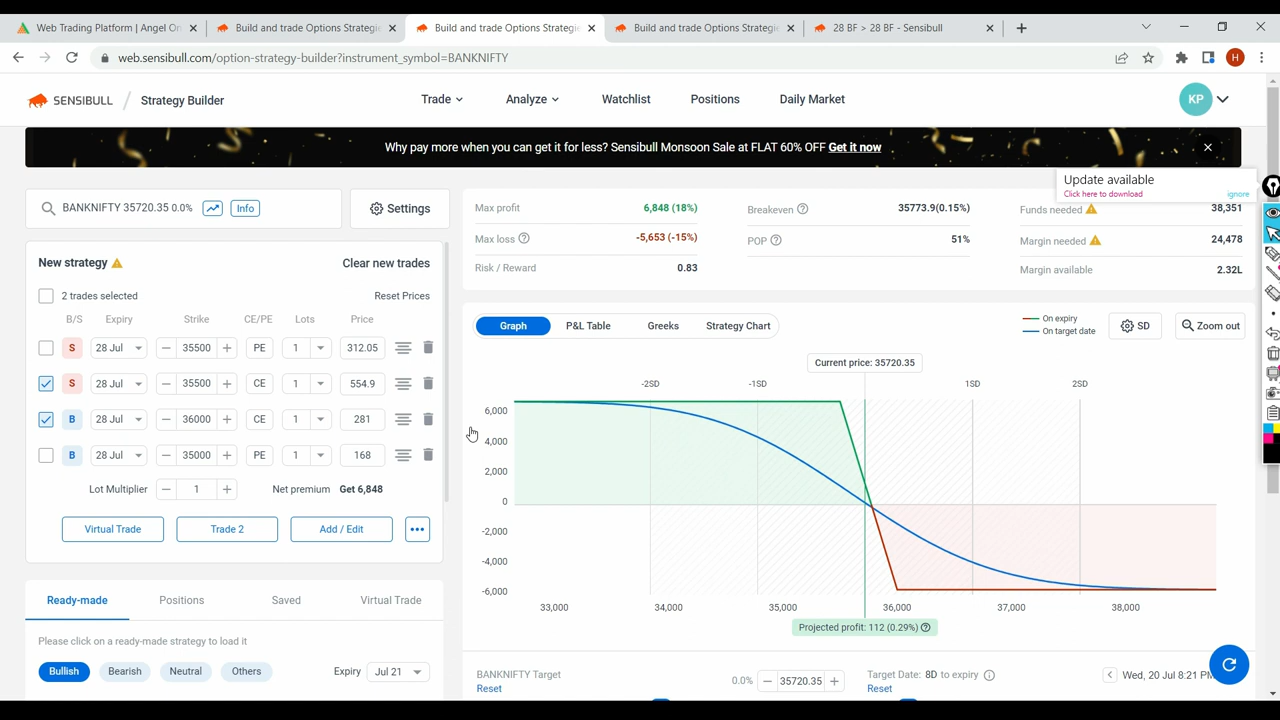 Web Trading Platform | Angel On
Build and trade Options Strategie
Build and trade Options Strategie
Build and trade Options Strategie
28 BF > 28 BF - Sensibull
web.sensibull.com/option-strategy-builder?instrument_symbol=BANKNIFTY
H
SENSIBULL / Strategy Builder
Trade
Analyze
Watchlist
Positions
Daily Market
KP
Why pay more when you can get it for less? Sensibull Monsoon Sale at FLAT 60% OFF Get it now
Update available
Click here to download
ignore
BANKNIFTY 35720.35 0.0%
Info
Settings
Max profit 6,848 (18%)
Max loss -5,653 (-15%)
Risk / Reward 0.83
Breakeven 35773.9(0.15%)
POP 51%
Funds needed 38,351
Margin needed 24,478
Margin available 2.32L
New strategy
Clear new trades
2 trades selected
Reset Prices
B/S Expiry Strike CE/PE Lots Price
S 28 Jul 35500 PE 1 312.05
S 28 Jul 35500 CE 1 554.9
B 28 Jul 36000 CE 1 281
B 28 Jul 35000 PE 1 168
Lot Multiplier 1 Net premium Get 6,848
Virtual Trade
Trade 2
Add / Edit
Ready-made
Positions
Saved
Virtual Trade
Please click on a ready-made strategy to load it
Bullish
Bearish
Neutral
Others
Expiry Jul 21
Graph
P&L Table
Greeks
Strategy Chart
On expiry
On target date
SD
Zoom out
Current price: 35720.35
-2SD
-1SD
1SD
2SD
6,000
4,000
2,000
0
-2,000
-4,000
-6,000
33,000
34,000
35,000
36,000
37,000
38,000
Projected profit: 112 (0.29%)
BANKNIFTY Target
Reset
0.0%
35720.35
Target Date: 8D to expiry
Reset
Wed, 20 Jul 8:21 PM